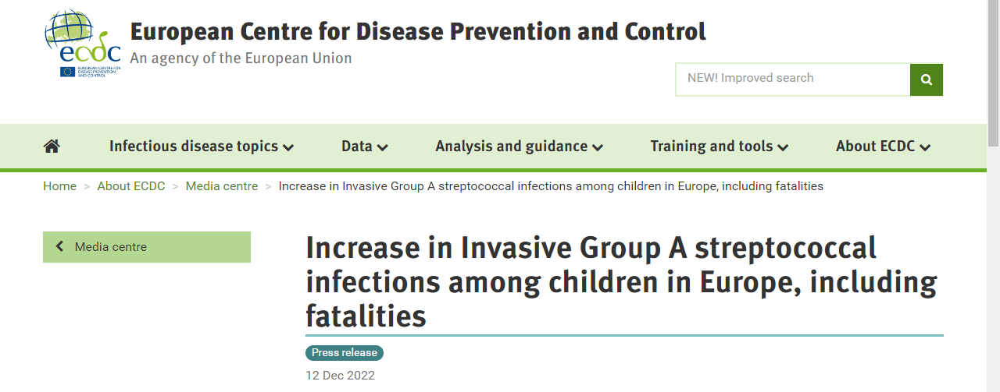 European Centre for Disease Prevention and Control
An agency of the European Union
ecdc
EUROPEAN CENTRE FOR
DISEASE PREVENTION
AND CONTROL
NEW! Improved search
Infectious disease topics
Data
Analysis and guidance
Training and tools
About ECDC
Home > About ECDC > Media centre > Increase in Invasive Group A streptococcal infections among children in Europe, including fatalities
Media centre
Increase in Invasive Group A streptococcal
infections among children in Europe, including
fatalities
Press release
12 Dec 2022